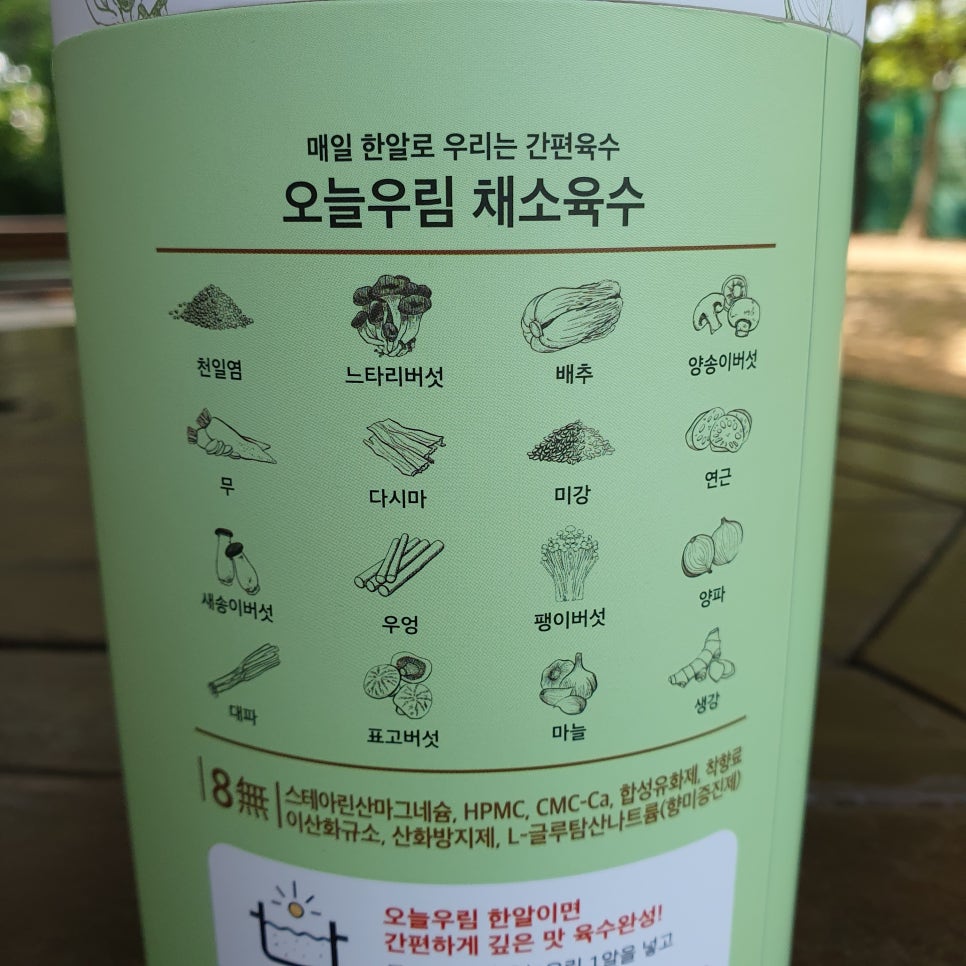 매일 한알로 우리는 간편육수
오늘우림 채소육수
천일염 느타리버섯 배추 양송이버섯
무 다시마 미강 연근
새송이버섯 우엉 팽이버섯 양파
대파 표고버섯 마늘 생강
8無 스테아린산마그네슘, HPMC, CMC-Ca, 합성유화제, 착향료
이산화규소, 산화방지제, L-글루탐산나트륨(향미증진제)
오늘우림 한알이면
간편하게 깊은 맛 육수완성!
1알을 넣고